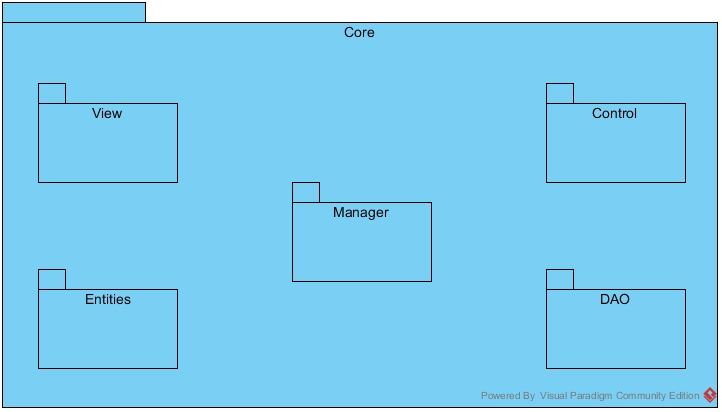 Core
View
Control
Manager
Entities
DAO
Powered By Visual Paradigm Community Edition